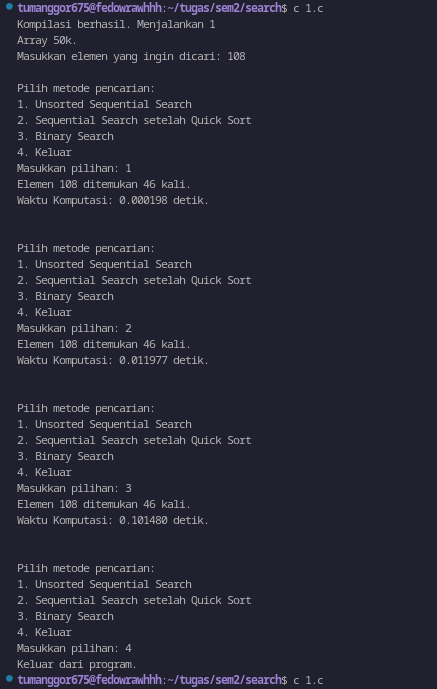 tumanggor675@fedowrawhhh:~/tugas/sem2/search$ c 1.c
Kompilasi berhasil. Menjalankan 1
Array 50k.
Masukkan elemen yang ingin dicari: 108

Pilih metode pencarian:
1. Unsorted Sequential Search
2. Sequential Search setelah Quick Sort
3. Binary Search
4. Keluar
Masukkan pilihan: 1
Elemen 108 ditemukan 46 kali.
Waktu Komputasi: 0.000198 detik.


Pilih metode pencarian:
1. Unsorted Sequential Search
2. Sequential Search setelah Quick Sort
3. Binary Search
4. Keluar
Masukkan pilihan: 2
Elemen 108 ditemukan 46 kali.
Waktu Komputasi: 0.011977 detik.


Pilih metode pencarian:
1. Unsorted Sequential Search
2. Sequential Search setelah Quick Sort
3. Binary Search
4. Keluar
Masukkan pilihan: 3
Elemen 108 ditemukan 46 kali.
Waktu Komputasi: 0.101480 detik.


Pilih metode pencarian:
1. Unsorted Sequential Search
2. Sequential Search setelah Quick Sort
3. Binary Search
4. Keluar
Masukkan pilihan: 4
Keluar dari program.
tumanggor675@fedowrawhhh:~/tugas/sem2/search$ c 1.c